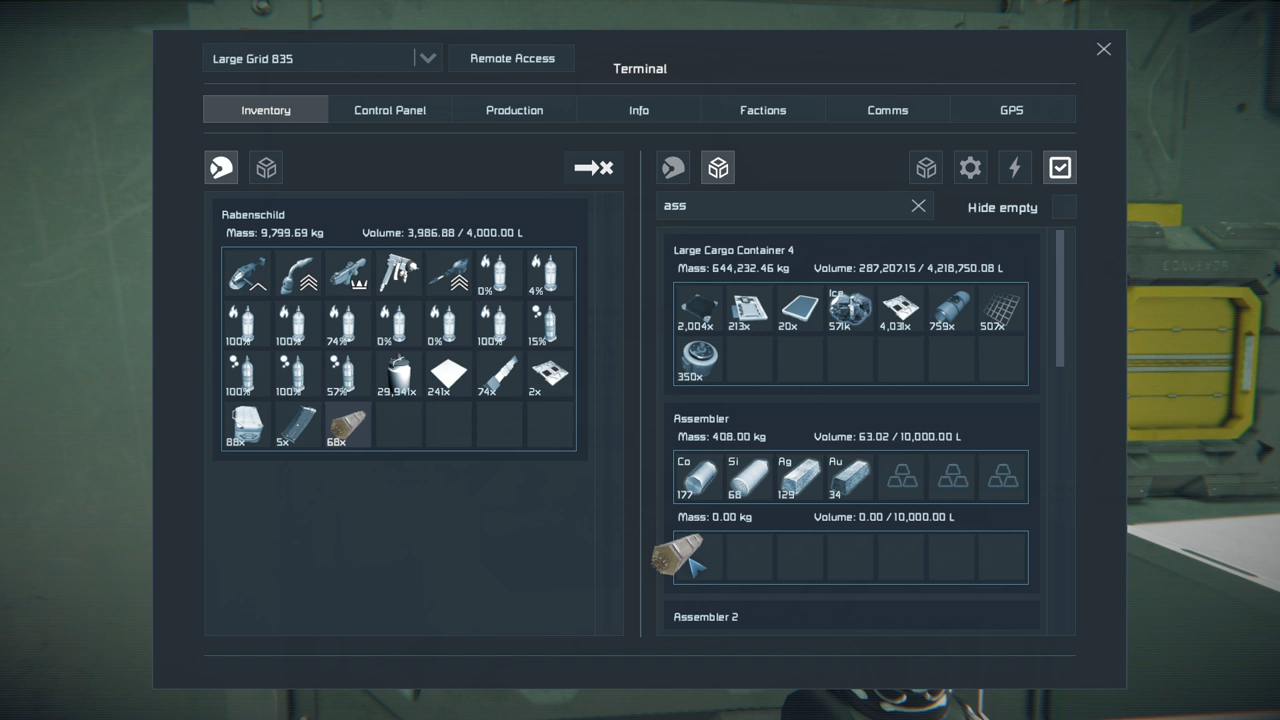 Large Grid 835
Remote Access
Terminal
Inventory
Control Panel
Production
Info
Factions
Comms
GPS
ass
Hide empty
Rabenschild
Mass: 9,799.69 kg
Volume: 3,986.88 / 4,000.00 L
0%
4%
100%
100%
74%
0%
0%
100%
15%
100%
100%
57%
29,941x
241x
74x
2x
88x
5x
68x
Large Cargo Container 4
Mass: 644,232.46 kg
Volume: 287,207.15 / 4,218,750.08 L
Ice
2,004x
213x
20x
571k
4,031x
759x
507x
350x
Assembler
Mass: 408.00 kg
Volume: 63.02 / 10,000.00 L
Co
Si
Ag
Au
177
68
129
34
Mass: 0.00 kg
Volume: 0.00 / 10,000.00 L
Assembler 2
CONVEYOR